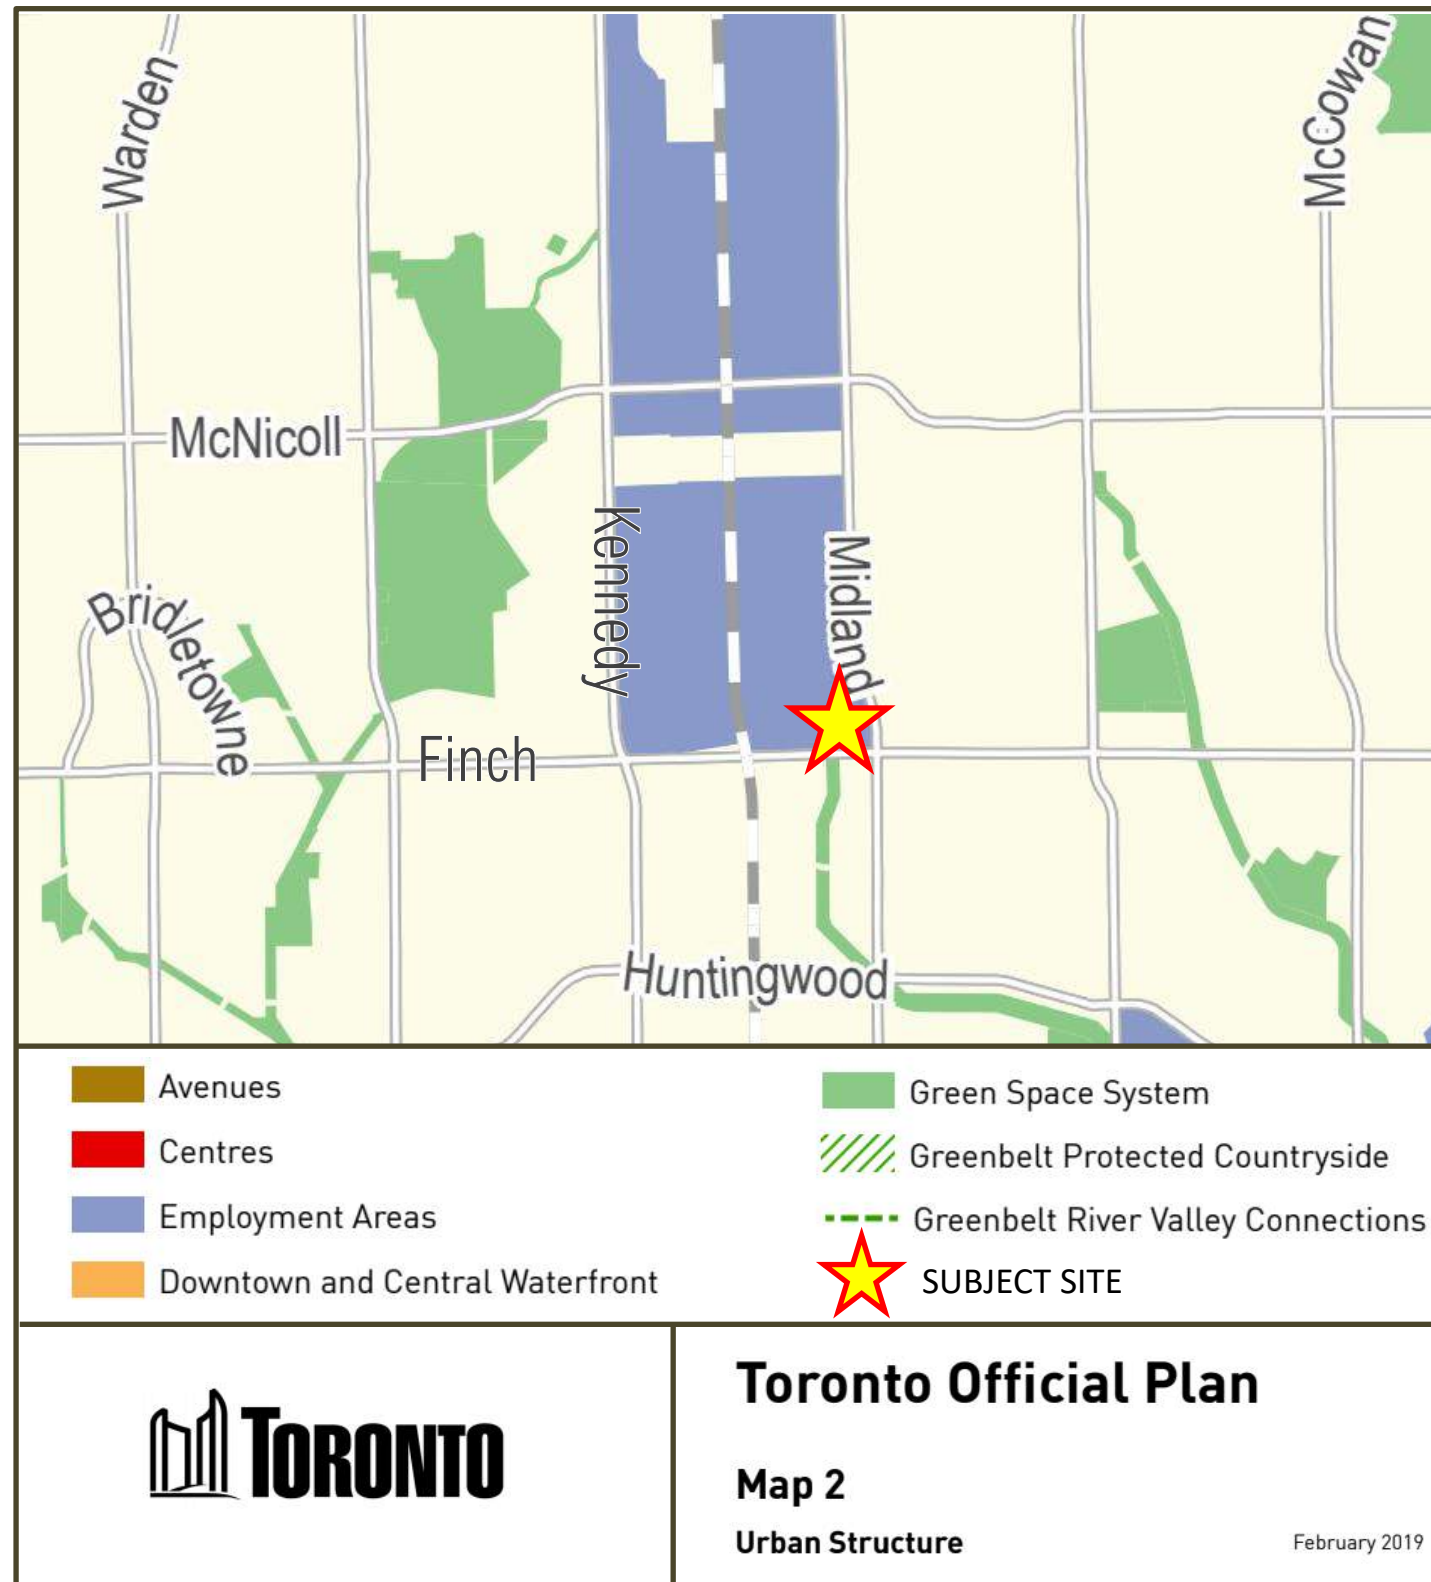 Warden
McCowan
McNicoll
Kennedy
Midland
Bridletowne
Finch
Huntingwood
Avenues
Centres
Employment Areas
Downtown and Central Waterfront
Green Space System
Greenbelt Protected Countryside
Greenbelt River Valley Connections
SUBJECT SITE
TORONTO
Toronto Official Plan
Map 2
Urban Structure
February 2019